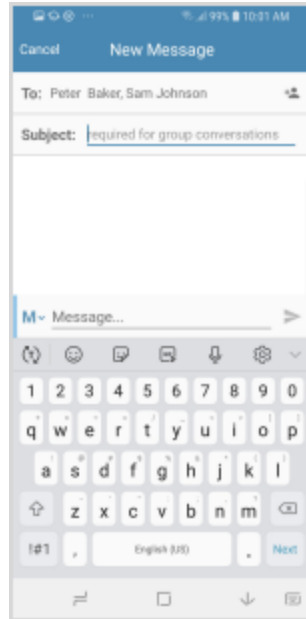 99% 10:01 AM
Cancel New Message
To: Peter Baker, Sam Johnson
Subject: required for group conversations
M Message...
1 2 3 4 5 6 7 8 9 0
q w e r t y u i o p
a s d f g h j k l
z x c v b n m
!#1 , English (US) . Next